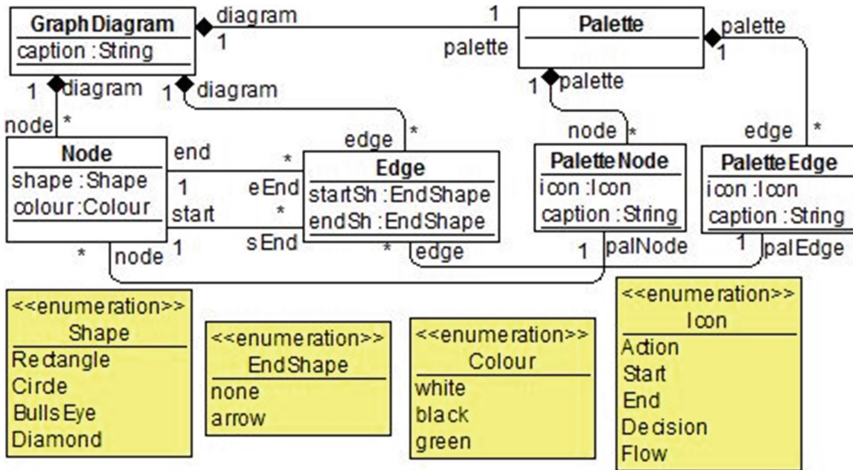 GraphDiagram
caption :String
diagram
1
1
palette
Palette
palette
1
diagram
1
diagram
1
palette
1
node
*
edge
*
node
*
edge
*
Node
shape :Shape
colour :Colour
end
1
*
eEnd
start
1
*
sEnd
Edge
startSh :EndShape
endSh :EndShape
PaletteNode
icon :Icon
caption :String
PaletteEdge
icon :Icon
caption :String
*
node
*
edge
1
palNode
1
palEdge
<<enumeration>>
Shape
Rectangle
Circle
BullsEye
Diamond
<<enumeration>>
EndShape
none
arrow
<<enumeration>>
Colour
white
black
green
<<enumeration>>
Icon
Action
Start
End
Decision
Flow